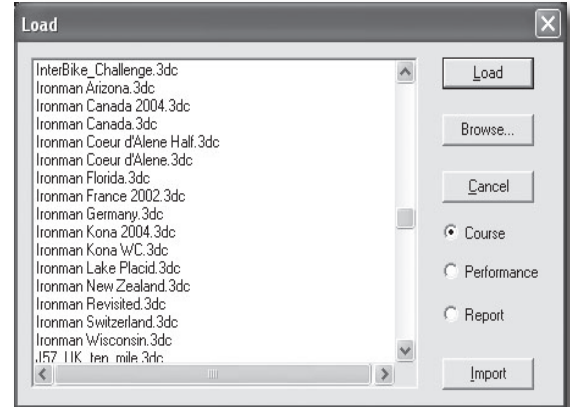 Load
InterBike_Challenge.3dc
Ironman Arizona.3dc
Ironman Canada 2004.3dc
Ironman Canada.3dc
Ironman Coeur d'Alene Half.3dc
Ironman Coeur d'Alene.3dc
Ironman Florida.3dc
Ironman France 2002.3dc
Ironman Germany.3dc
Ironman Kona 2004.3dc
Ironman Kona WC.3dc
Ironman Lake Placid.3dc
Ironman New Zealand.3dc
Ironman Revisited.3dc
Ironman Switzerland.3dc
Ironman Wisconsin.3dc
J57_UK_ten_mile.3dc
Load
Browse...
Cancel
Course
Performance
Report
Import